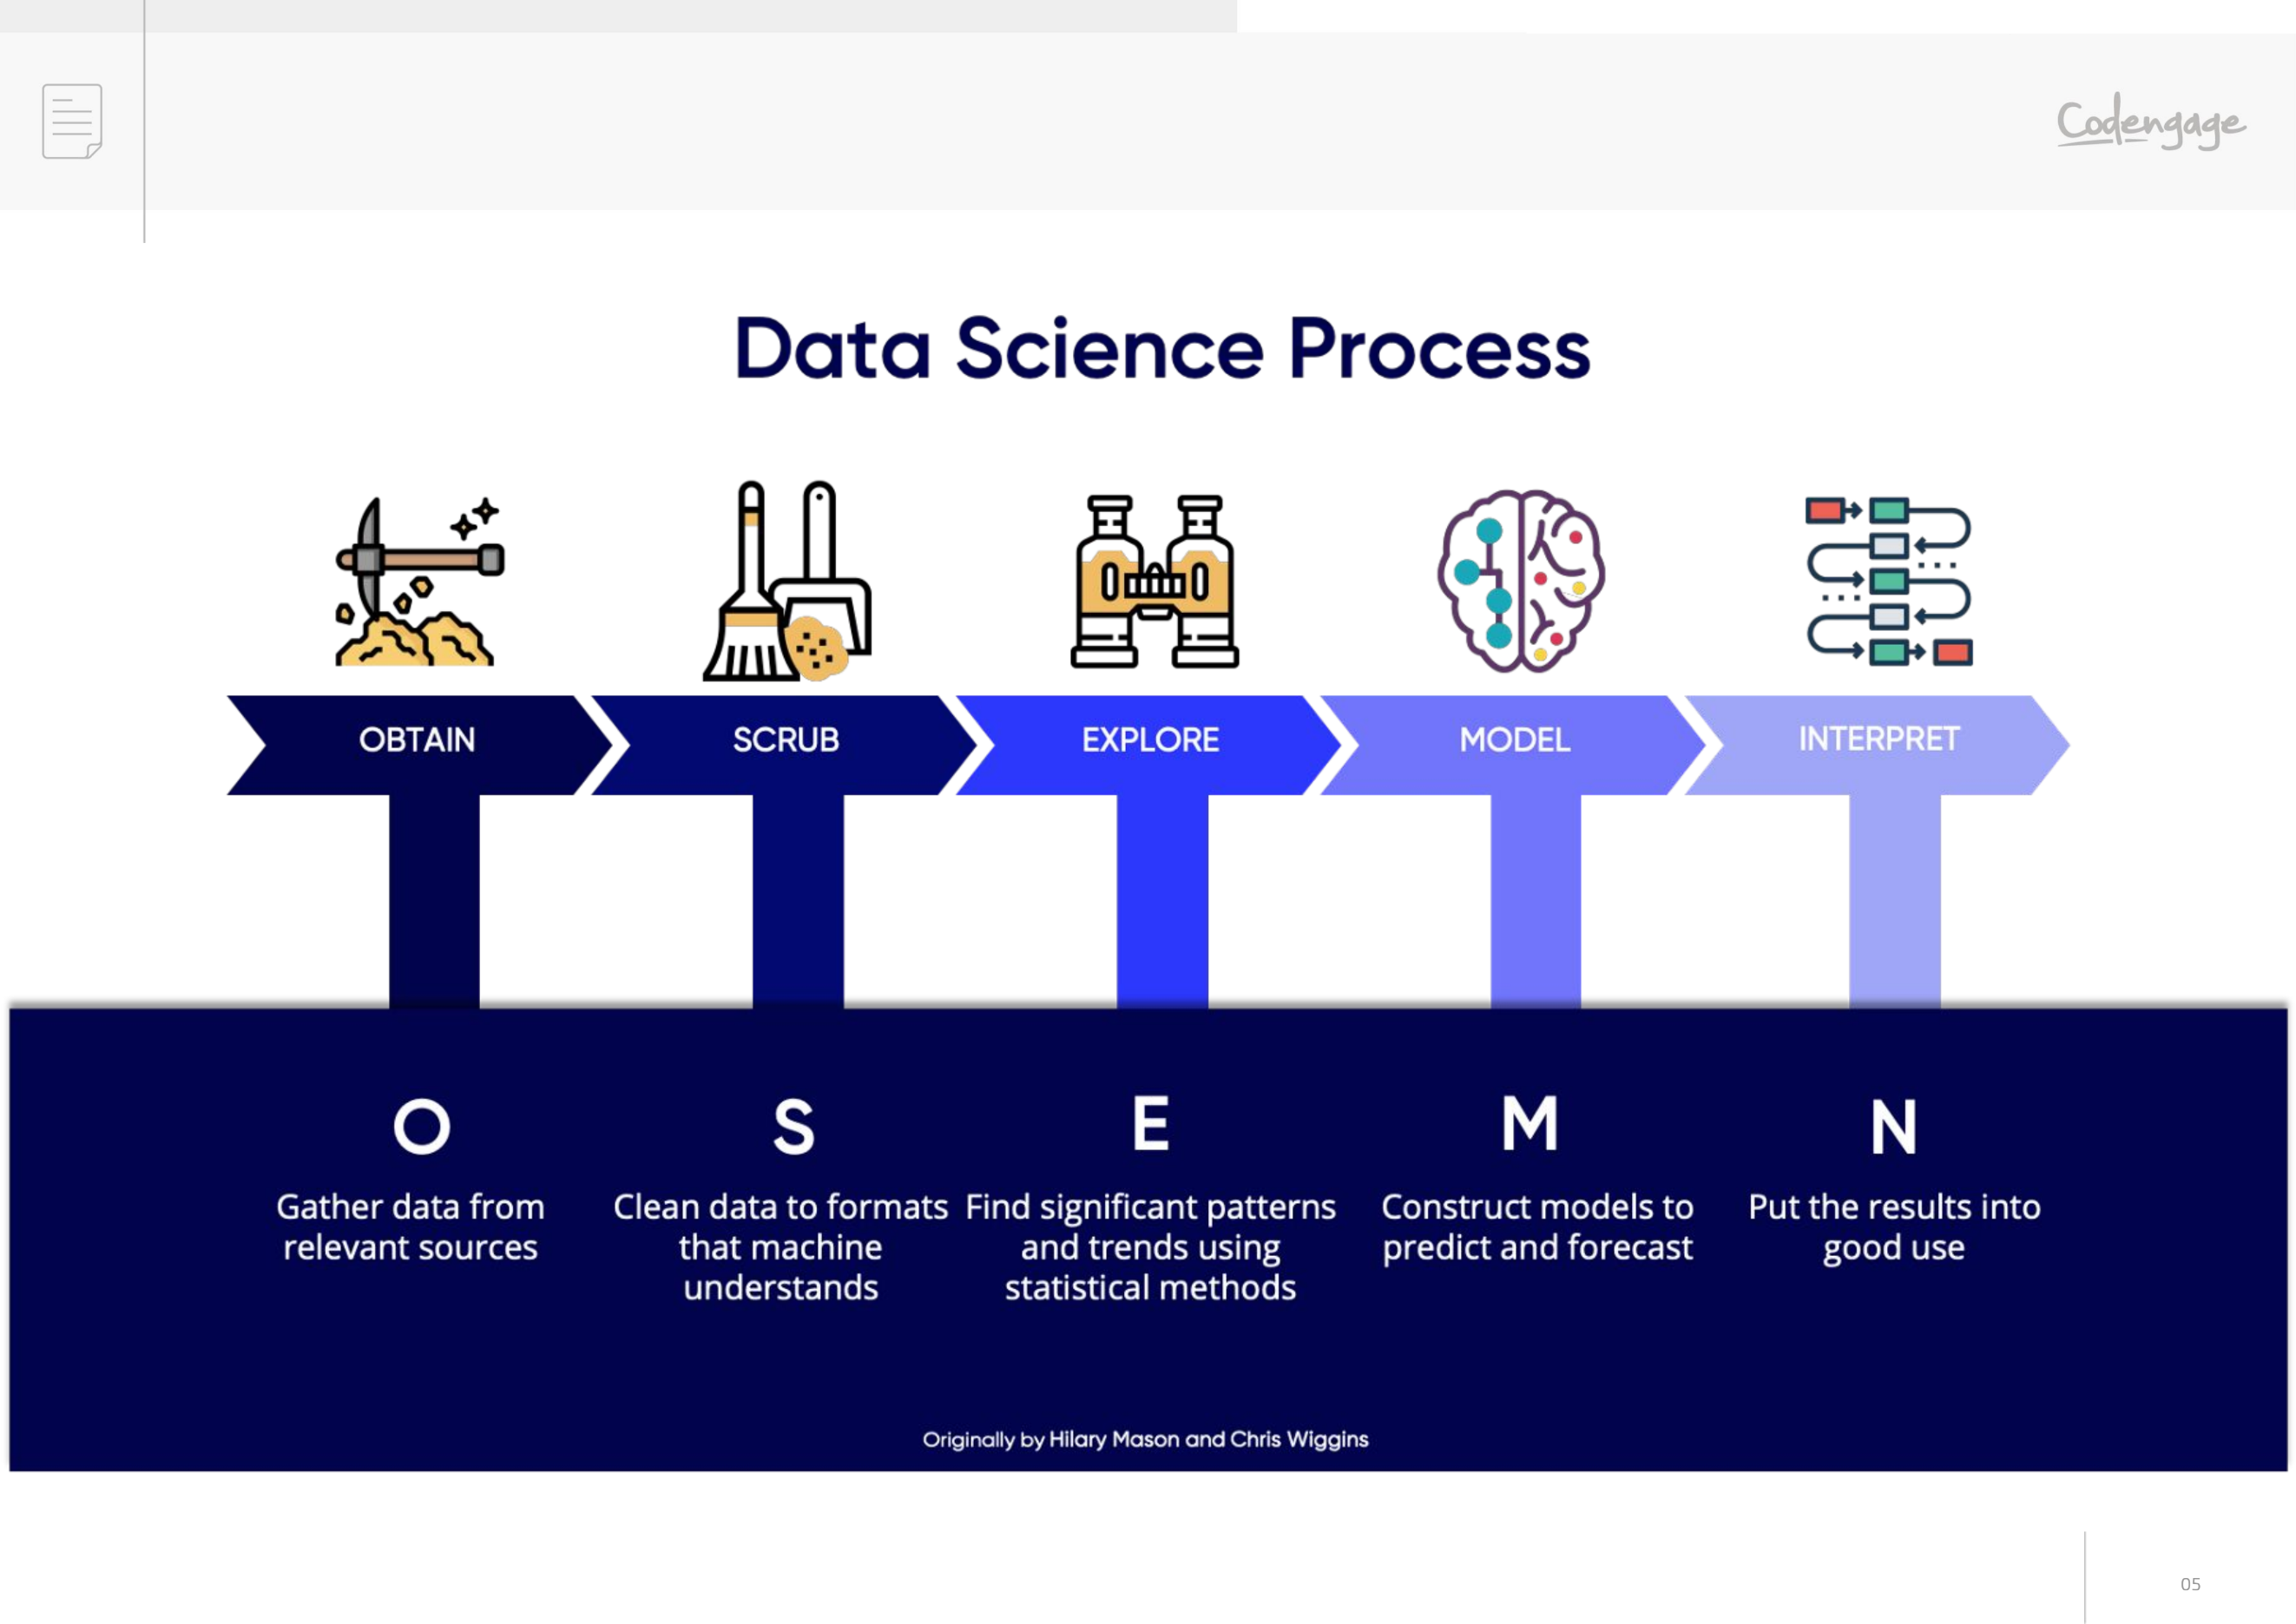 Codengage
Data Science Process
OBTAIN
SCRUB
EXPLORE
MODEL
INTERPRET
O
Gather data from
relevant sources
S
Clean data to formats
that machine
understands
E
Find significant patterns
and trends using
statistical methods
M
Construct models to
predict and forecast
N
Put the results into
good use
Originally by Hilary Mason and Chris Wiggins
05